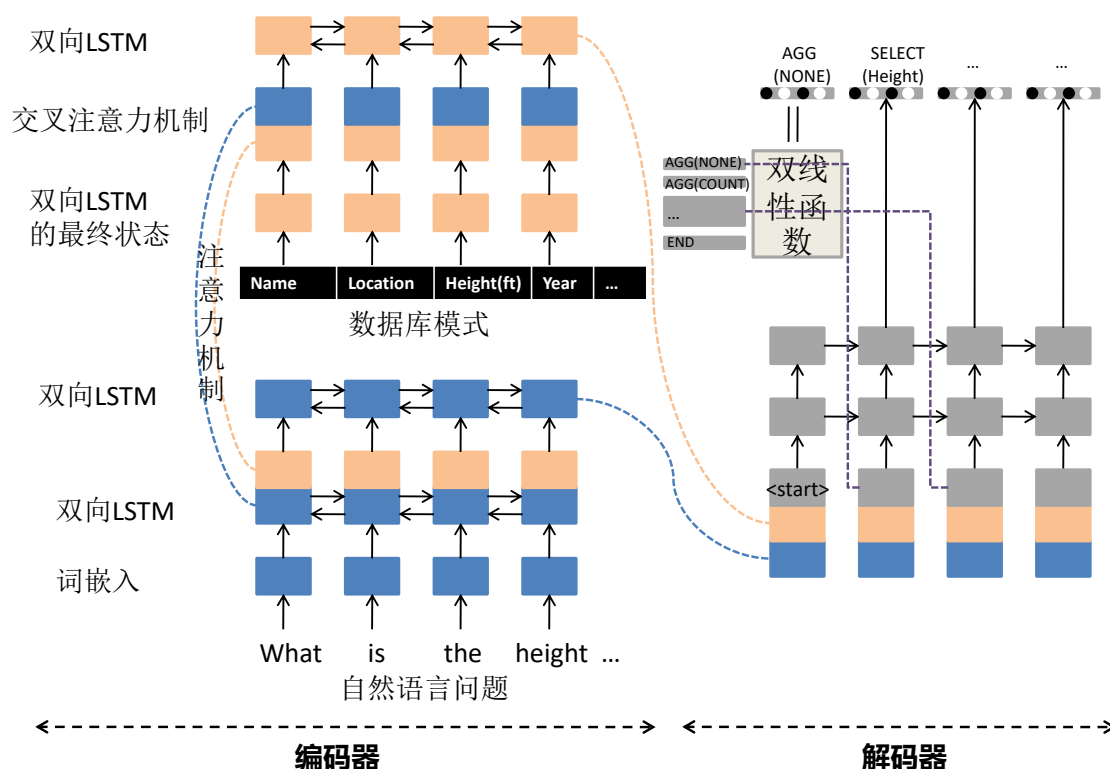 双向LSTM
交叉注意力机制
双向LSTM
的最终状态
注意力机制
Name Location Height(ft) Year ...
数据库模式
双向LSTM
双向LSTM
词嵌入
What is the height ...
自然语言问题
编码器
AGG
(NONE)
SELECT
(Height)
...
...
AGG(NONE)
AGG(COUNT)
...
END
双线
性函
数
<start>
解码器